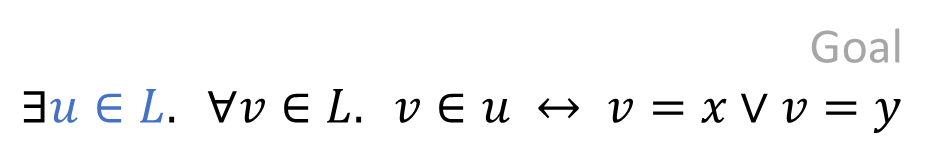 Goal
∃𝑢 ∈ 𝐿. ∀𝑣 ∈ 𝐿. 𝑣 ∈ 𝑢 ↔ 𝑣 = 𝑥 ∨ 𝑣 = 𝑦